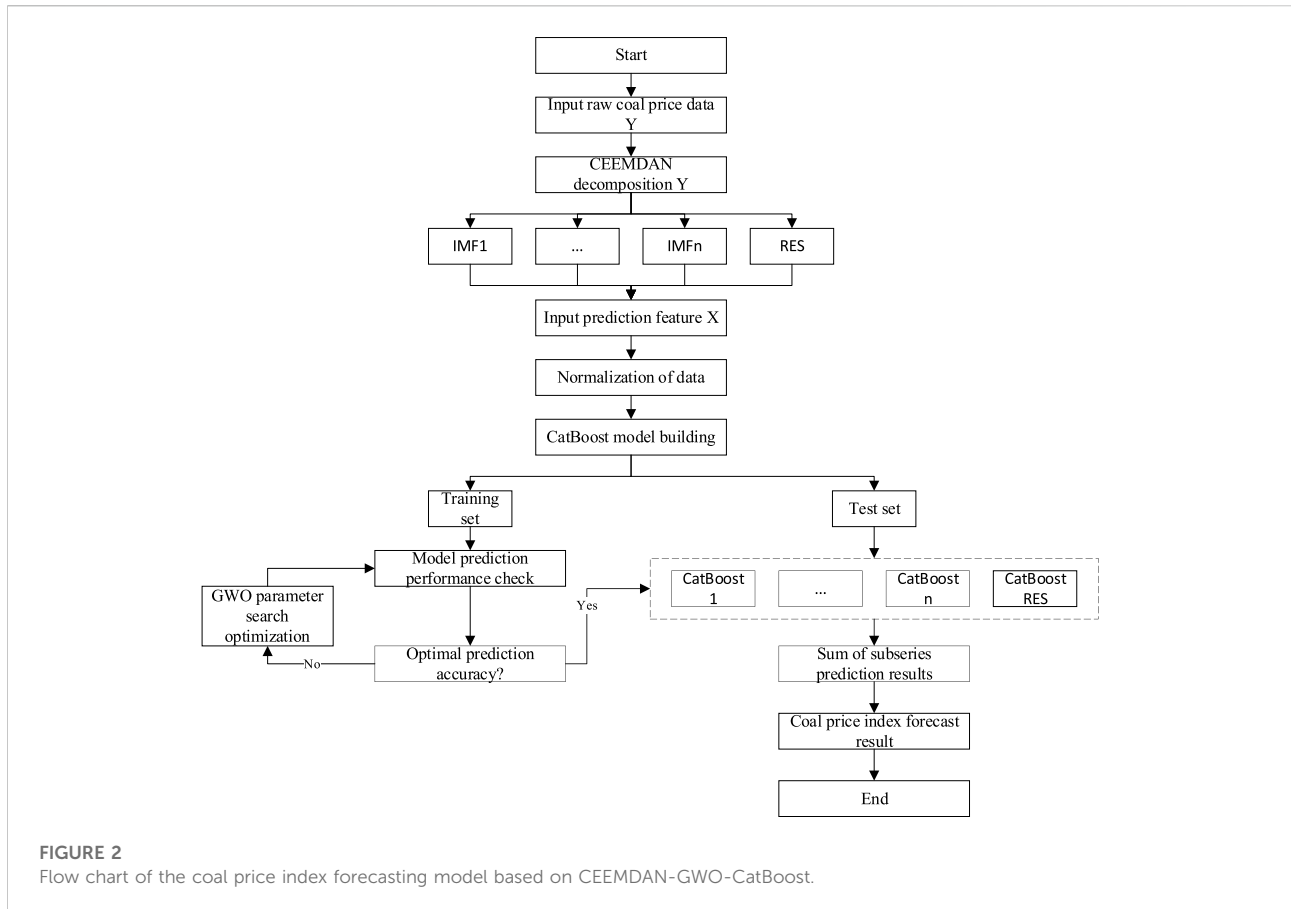 Start
Input raw coal price data
Y
CEEMDAN
decomposition Y
IMF1
...
IMFn
RES
Input prediction feature X
Normalization of data
CatBoost model building
Training
set
Test set
Model prediction
performance check
GWO parameter
search
optimization
No
Optimal prediction
accuracy?
Yes
CatBoost
1
...
CatBoost
n
CatBoost
RES
Sum of subseries
prediction results
Coal price index forecast
result
End
FIGURE 2
Flow chart of the coal price index forecasting model based on CEEMDAN-GWO-CatBoost.